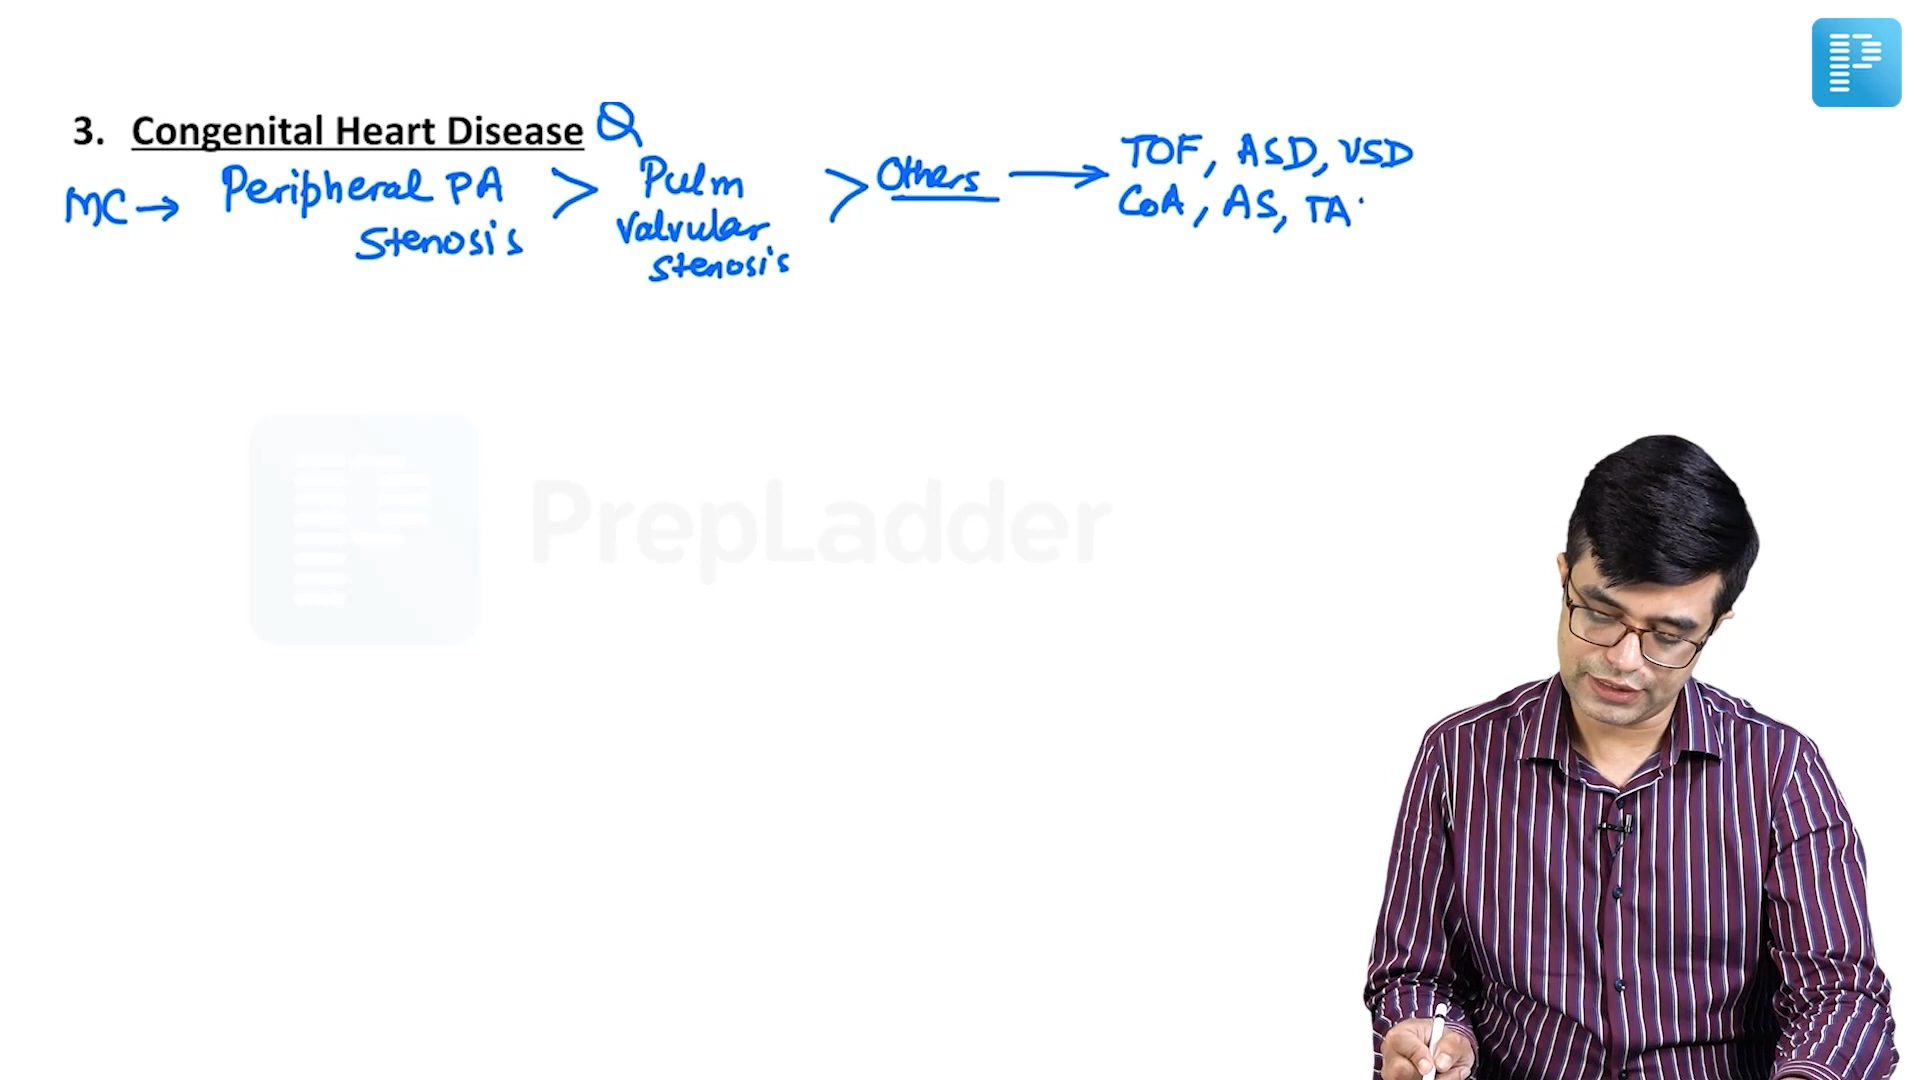 3. Congenital Heart Disease Q
MC → Peripheral PA Stenosis > Pulm Valvular Stenosis > Others → TOF, ASD, VSD
CoA, AS, TA
PrepLadder